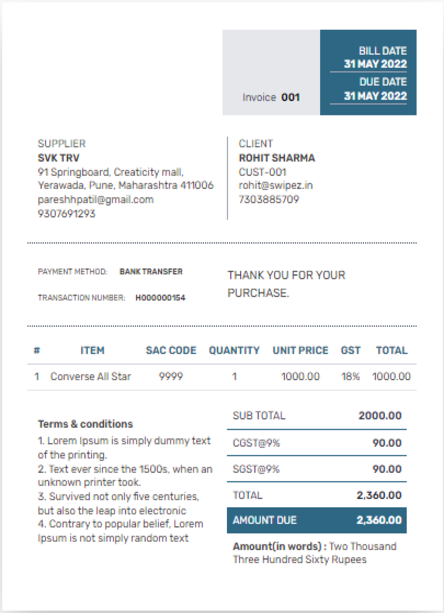 BILL DATE
31 MAY 2022
DUE DATE
31 MAY 2022
Invoice 001
SUPPLIER
SVK TRV
91 Springboard, Creaticity mall,
Yerawada, Pune, Maharashtra 411006
pareshhpatil@gmail.com
9307691293
CLIENT
ROHIT SHARMA
CUST-001
rohit@swipez.in
7303885709
PAYMENT METHOD: BANK TRANSFER
TRANSACTION NUMBER: H000000154
THANK YOU FOR YOUR
PURCHASE.
# ITEM SAC CODE QUANTITY UNIT PRICE GST TOTAL
1 Converse All Star 9999 1 1000.00 18% 1000.00
Terms & conditions
1. Lorem Ipsum is simply dummy text
of the printing.
2. Text ever since the 1500s, when an
unknown printer took.
3. Survived not only five centuries,
but also the leap into electronic
4. Contrary to popular belief, Lorem
Ipsum is not simply random text
SUB TOTAL 2000.00
CGST@9% 90.00
SGST@9% 90.00
TOTAL 2,360.00
AMOUNT DUE 2,360.00
Amount(in words) : Two Thousand
Three Hundred Sixty Rupees